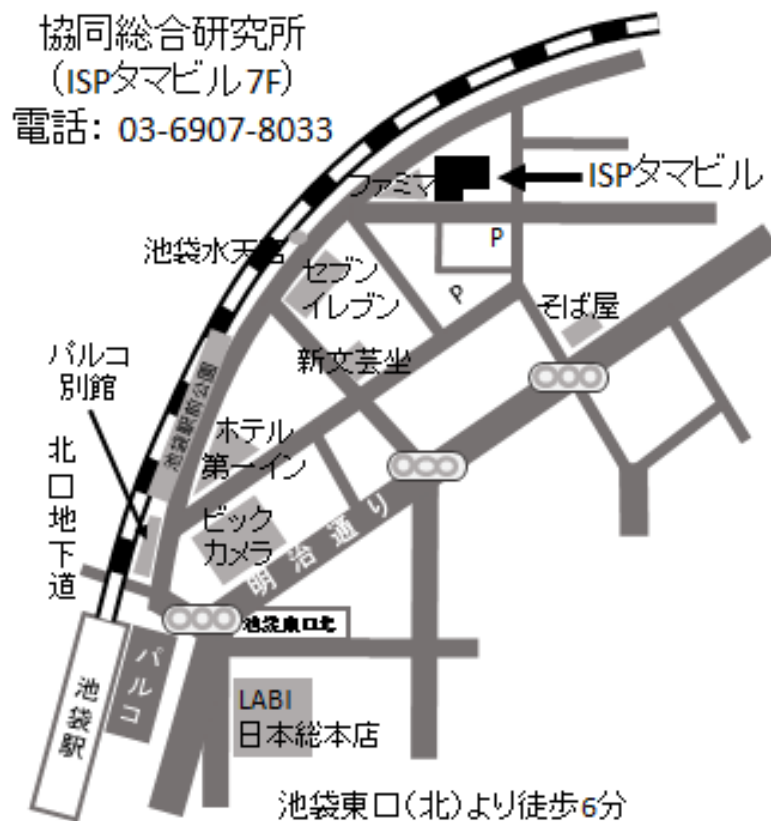 協同総合研究所
(ISPタマビル7F)
電話: 03-6907-8033
ファミマ
ISPタマビル
池袋水天宮
P
セブン
イレブン
P
そば屋
新文芸坐
パルコ
別館
池袋駅前公園
ホテル
第一イン
北口地下道
ビック
カメラ
明治通り
池袋東口北
パルコ
池袋駅
LABI
日本総本店
池袋東口(北)より徒歩6分